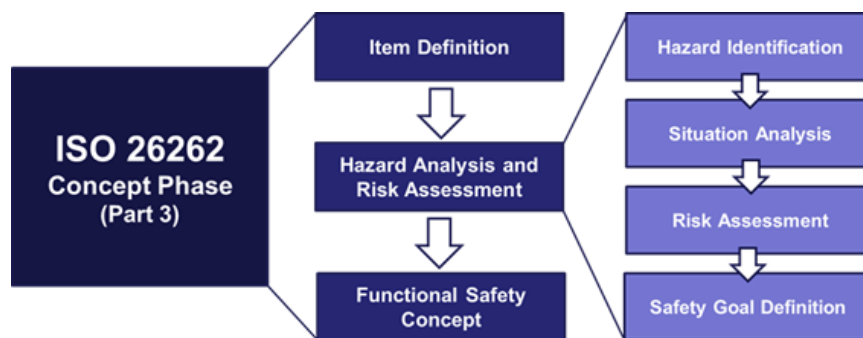 ISO 26262
Concept Phase
(Part 3)
Item Definition
Hazard Analysis and
Risk Assessment
Functional Safety
Concept
Hazard Identification
Situation Analysis
Risk Assessment
Safety Goal Definition